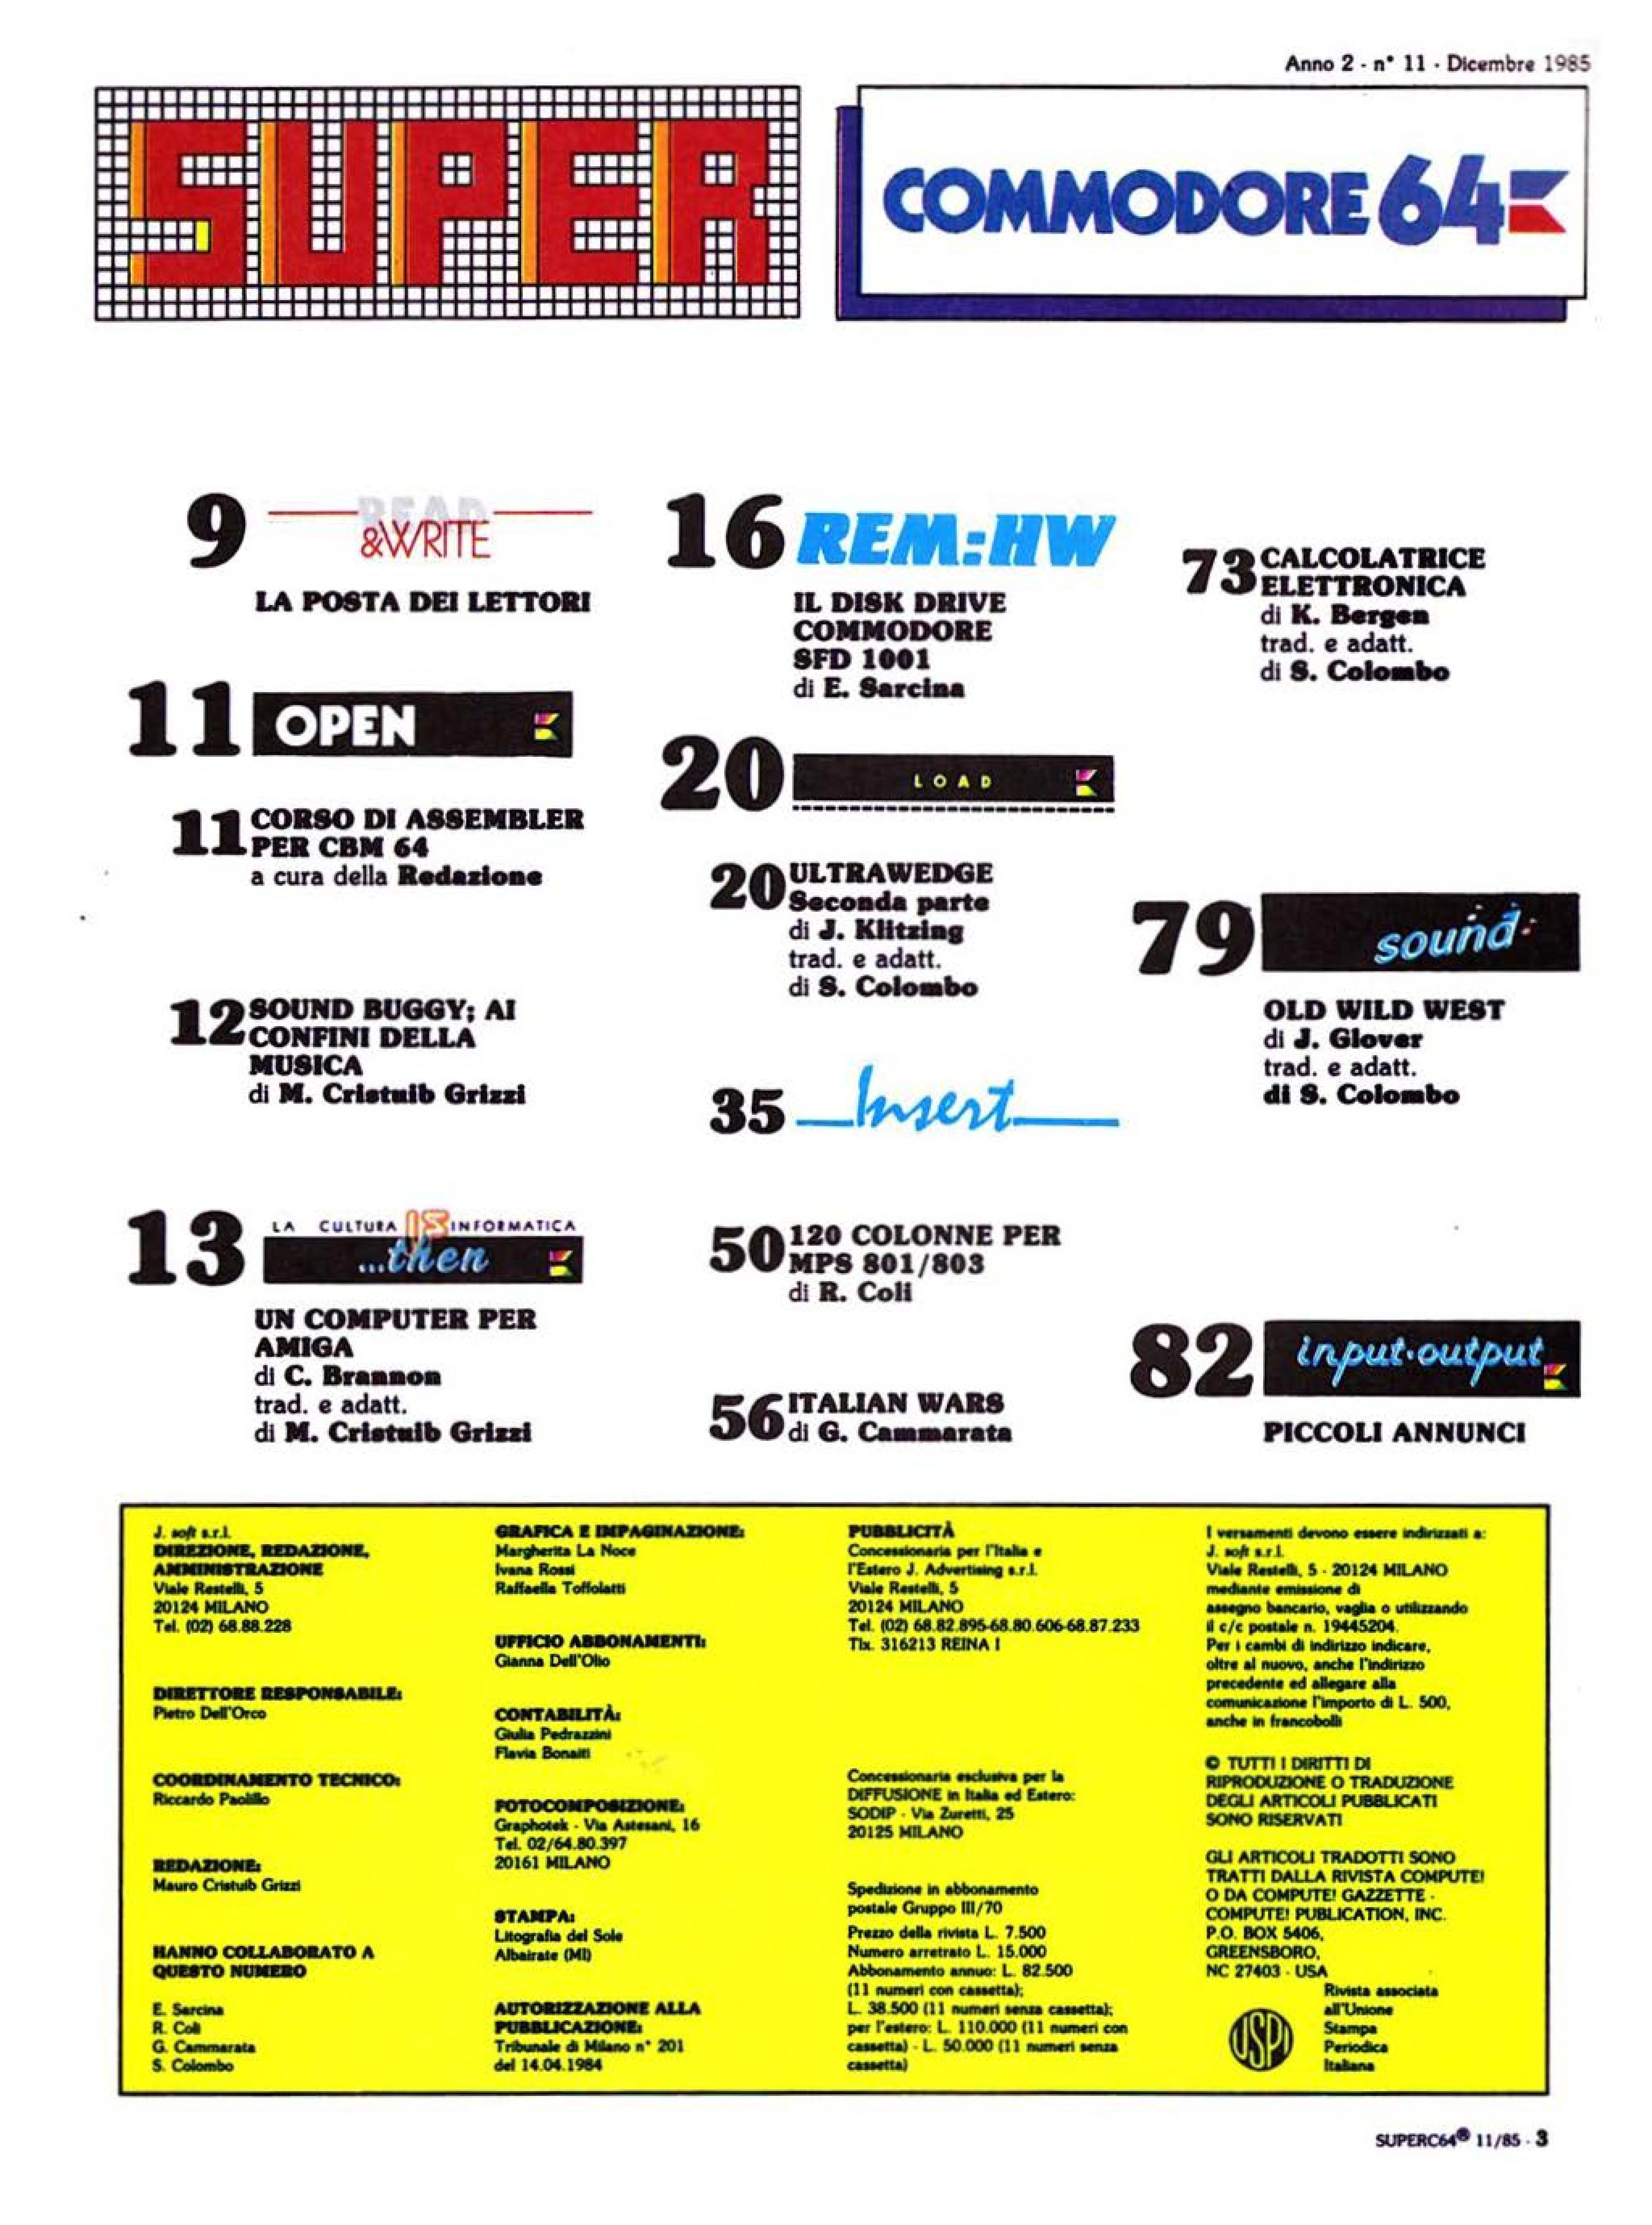 Anno 2 - n° 11 - Dicembre 1985
SUPER
COMMODORE 64
9
READ
&WRITE
LA POSTA DEI LETTORI
11 OPEN
11 CORSO DI ASSEMBLER
PER CBM 64
a cura della Redazione
12 SOUND BUGGY; AI
CONFINI DELLA
MUSICA
di M. Cristuib Grizzi
13
LA CULTURA IS INFORMATICA
...then
UN COMPUTER PER
AMIGA
di C. Brannon
trad. e adatt.
di M. Cristuib Grizzi
16 REM:HW
IL DISK DRIVE
COMMODORE
SFD 1001
di E. Sarcina
20 LOAD
20 ULTRAWEDGE
Seconda parte
di J. Klitzing
trad. e adatt.
di S. Colombo
35 Insert
50 120 COLONNE PER
MPS 801/803
di R. Coli
56 ITALIAN WARS
di G. Cammarata
73 CALCOLATRICE
ELETTRONICA
di K. Bergen
trad. e adatt.
di S. Colombo
79 sound
OLD WILD WEST
di J. Glover
trad. e adatt.
di S. Colombo
82 input·output
PICCOLI ANNUNCI
J. soft s.r.l.
DIREZIONE, REDAZIONE,
AMMINISTRAZIONE
Viale Restelli, 5
20124 MILANO
Tel. (02) 68.88.228
DIRETTORE RESPONSABILE:
Pietro Dell'Orco
COORDINAMENTO TECNICO:
Riccardo Paolillo
REDAZIONE:
Mauro Cristuib Grizzi
HANNO COLLABORATO A
QUESTO NUMERO
E. Sarcina
R. Coli
G. Cammarata
S. Colombo
GRAFICA E IMPAGINAZIONE:
Margherita La Noce
Ivana Rossi
Raffaella Toffolatti
UFFICIO ABBONAMENTI:
Gianna Dell'Olio
CONTABILITÀ:
Giulia Pedrazzini
Flavia Bonaiti
FOTOCOMPOSIZIONE:
Graphotek - Via Astesani, 16
Tel. 02/64.80.397
20161 MILANO
STAMPA:
Litografia del Sole
Albairate (MI)
AUTORIZZAZIONE ALLA
PUBBLICAZIONE:
Tribunale di Milano n° 201
del 14.04.1984
PUBBLICITÀ
Concessionaria per l'Italia e
l'Estero J. Advertising s.r.l.
Viale Restelli, 5
20124 MILANO
Tel. (02) 68.82.895-68.80.606-68.87.233
Tlx. 316213 REINA I
Concessionaria esclusiva per la
DIFFUSIONE in Italia ed Estero:
SODIP - Via Zuretti, 25
20125 MILANO
Spedizione in abbonamento
postale Gruppo III/70
Prezzo della rivista L. 7.500
Numero arretrato L. 15.000
Abbonamento annuo: L. 82.500
(11 numeri con cassetta);
L. 38.500 (11 numeri senza cassetta);
per l'estero: L. 110.000 (11 numeri con
cassetta) - L. 50.000 (11 numeri senza
cassetta)
I versamenti devono essere indirizzati a:
J. soft s.r.l.
Viale Restelli, 5 - 20124 MILANO
mediante emissione di
assegno bancario, vaglia o utilizzando
il c/c postale n. 19445204.
Per i cambi di indirizzo indicare,
oltre al nuovo, anche l'indirizzo
precedente ed allegare alla
comunicazione l'importo di L. 500,
anche in francobolli
© TUTTI I DIRITTI DI
RIPRODUZIONE O TRADUZIONE
DEGLI ARTICOLI PUBBLICATI
SONO RISERVATI
GLI ARTICOLI TRADOTTI SONO
TRATTI DALLA RIVISTA COMPUTE!
O DA COMPUTE! GAZZETTE -
COMPUTE! PUBLICATION, INC.
P.O. BOX 5406,
GREENSBORO,
NC 27403 - USA
USPI
Rivista associata
all'Unione
Stampa
Periodica
Italiana
SUPERC64® 11/85 - 3